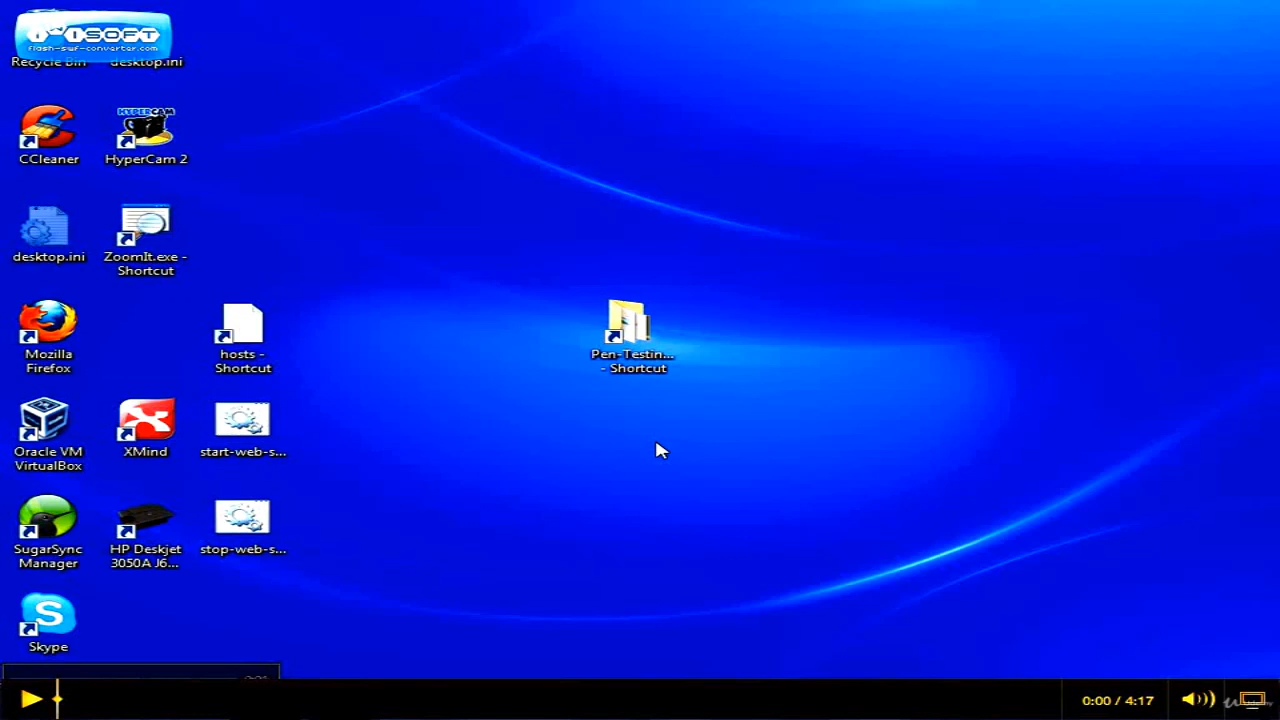 iSOFT
flash-swf-converter.com
Recycle Bin
desktop.ini
CCleaner
HYPERCAM
HyperCam 2
desktop.ini
ZoomIt.exe -
Shortcut
Mozilla
Firefox
hosts -
Shortcut
Pen-Testin...
- Shortcut
Oracle VM
VirtualBox
XMind
start-web-s...
SugarSync
Manager
HP Deskjet
3050A J6...
stop-web-s...
S
Skype
0:00 / 4:17